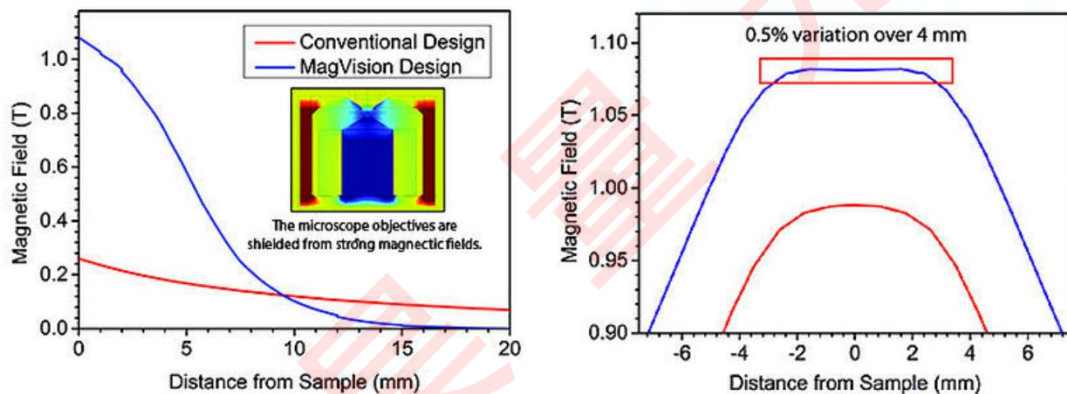 Conventional Design
MagVision Design
The microscope objectives are
shielded from strong magnectic fields.
Magnetic Field (T)
1.0
0.8
0.6
0.4
0.2
0.0
0 5 10 15 20
Distance from Sample (mm)
0.5% variation over 4 mm
Magnetic Field (T)
1.10
1.05
1.00
0.95
0.90
-6 -4 -2 0 2 4 6
Distance from Sample (mm)